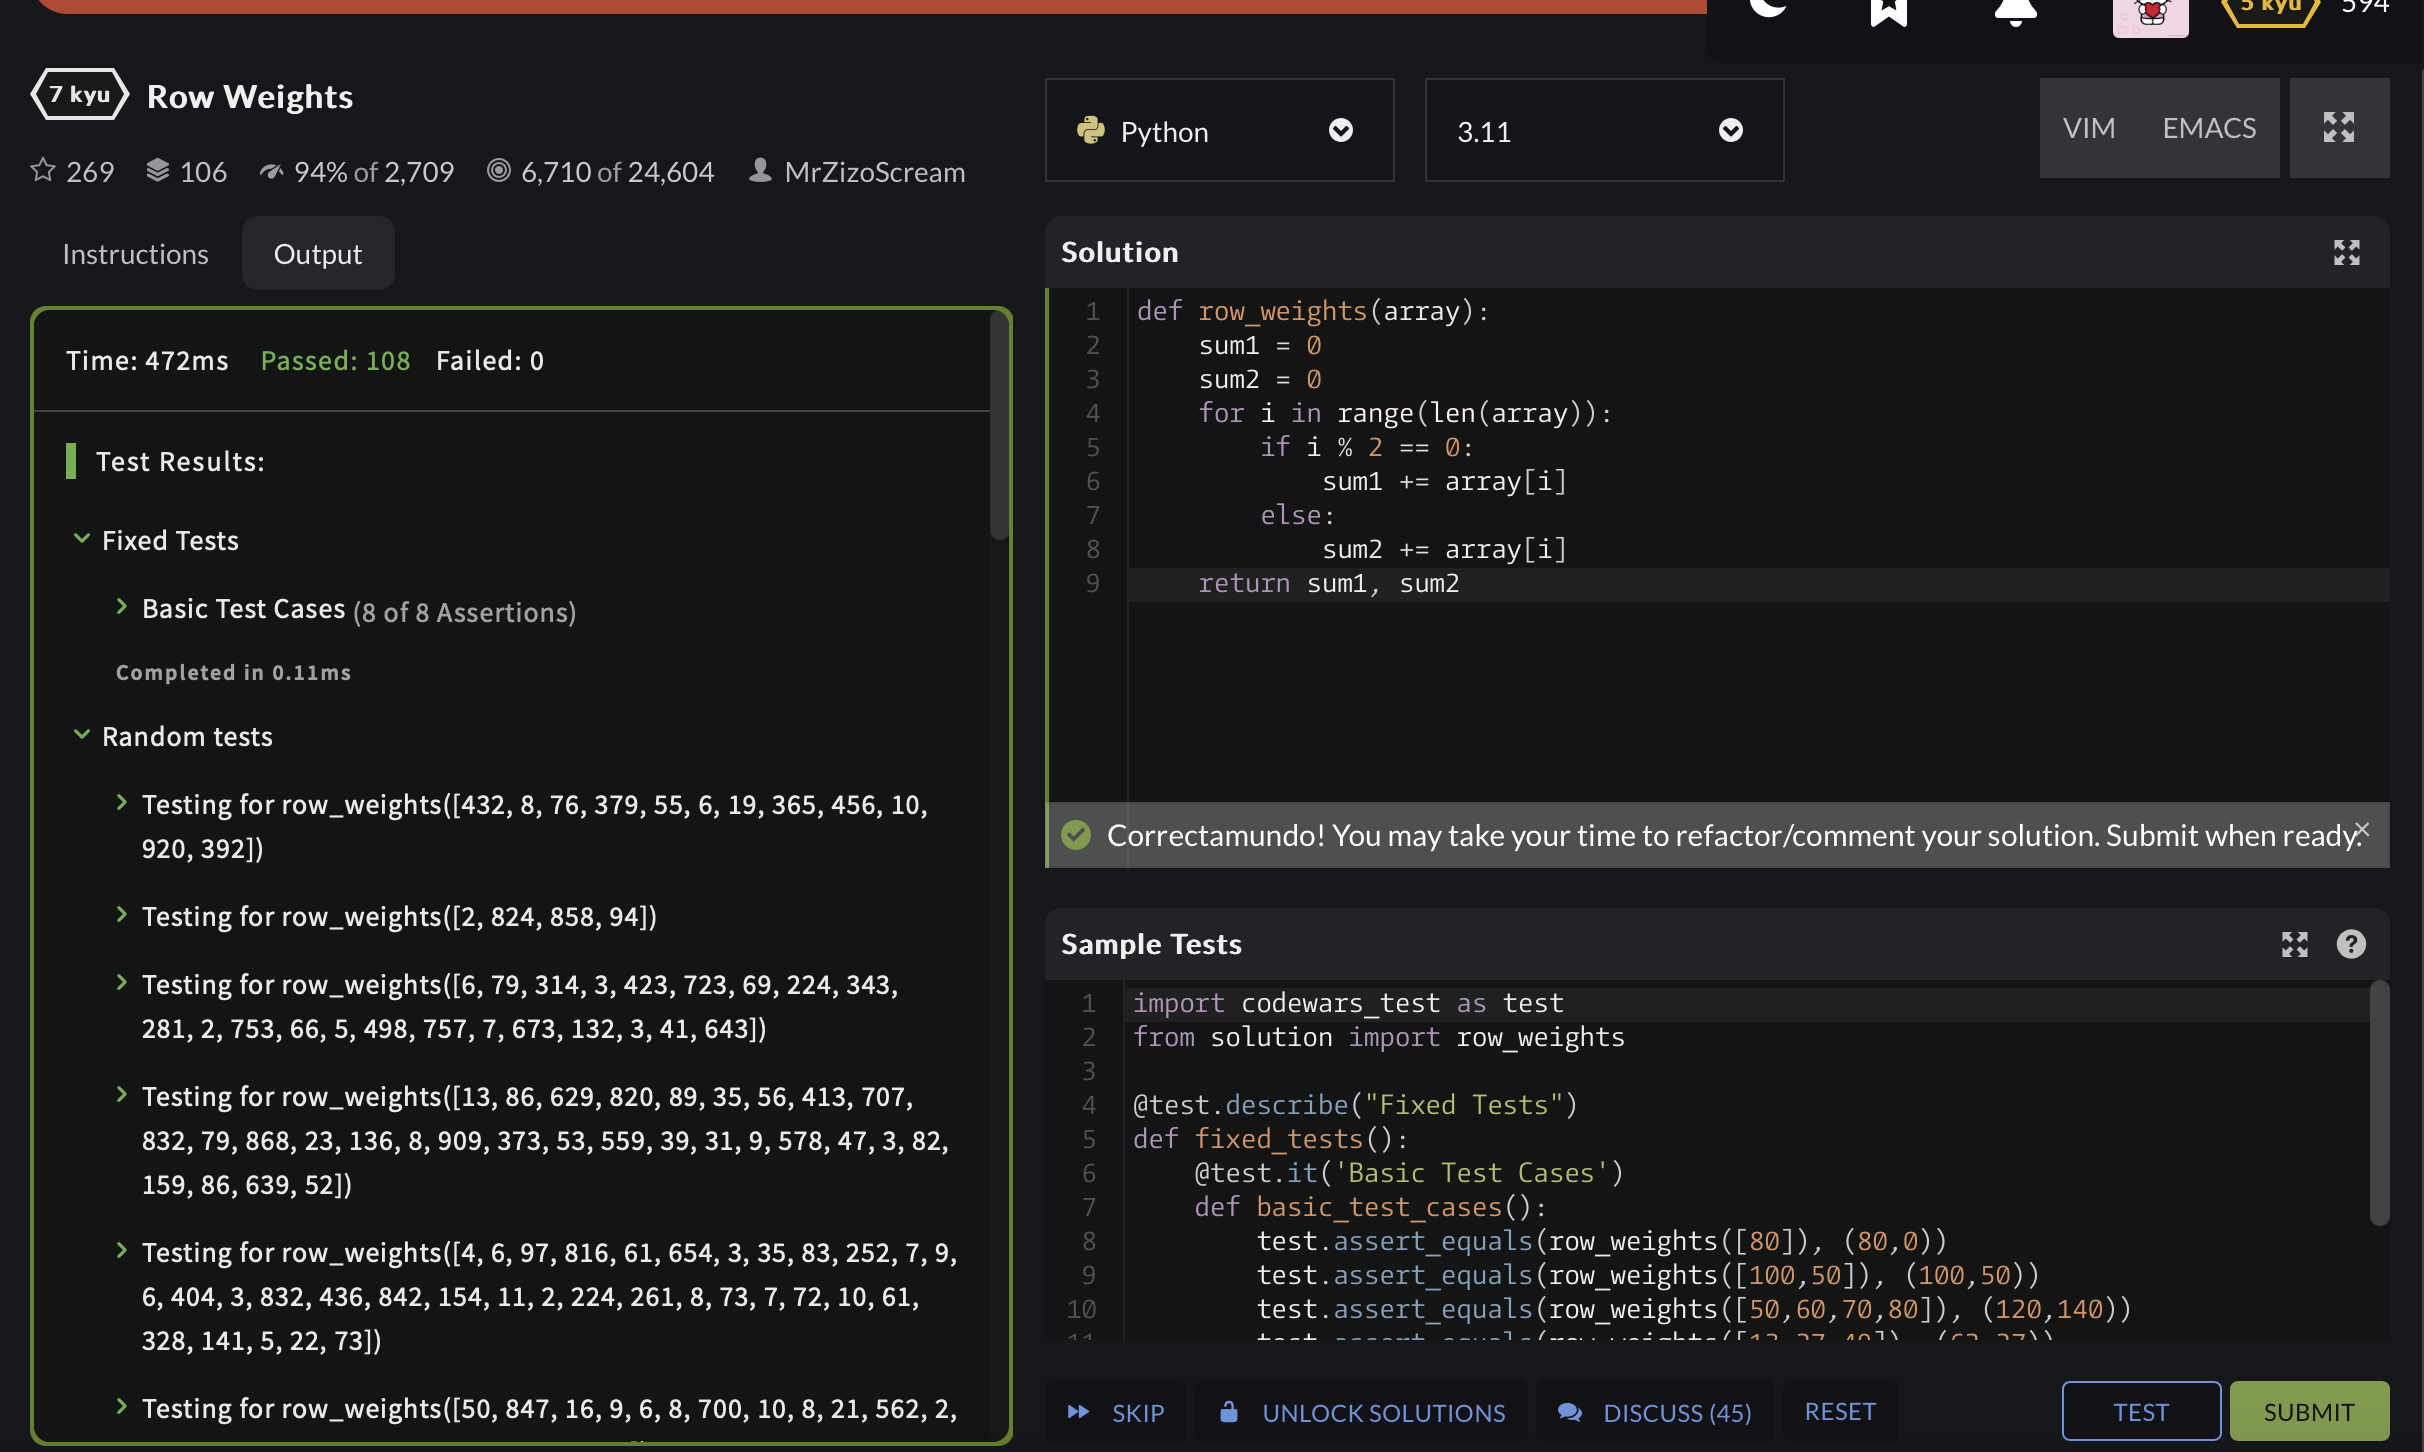 5 kyu 594
7 kyu Row Weights
269 106 94% of 2,709 6,710 of 24,604 MrZizoScream
Instructions Output
Time: 472ms Passed: 108 Failed: 0
Test Results:
Fixed Tests
Basic Test Cases (8 of 8 Assertions)
Completed in 0.11ms
Random tests
Testing for row_weights([432, 8, 76, 379, 55, 6, 19, 365, 456, 10,
920, 392])
Testing for row_weights([2, 824, 858, 94])
Testing for row_weights([6, 79, 314, 3, 423, 723, 69, 224, 343,
281, 2, 753, 66, 5, 498, 757, 7, 673, 132, 3, 41, 643])
Testing for row_weights([13, 86, 629, 820, 89, 35, 56, 413, 707,
832, 79, 868, 23, 136, 8, 909, 373, 53, 559, 39, 31, 9, 578, 47, 3, 82,
159, 86, 639, 52])
Testing for row_weights([4, 6, 97, 816, 61, 654, 3, 35, 83, 252, 7, 9,
6, 404, 3, 832, 436, 842, 154, 11, 2, 224, 261, 8, 73, 7, 72, 10, 61,
328, 141, 5, 22, 73])
Testing for row_weights([50, 847, 16, 9, 6, 8, 700, 10, 8, 21, 562, 2,
Python 3.11 VIM EMACS
Solution
1 def row_weights(array):
2     sum1 = 0
3     sum2 = 0
4     for i in range(len(array)):
5         if i % 2 == 0:
6             sum1 += array[i]
7         else:
8             sum2 += array[i]
9     return sum1, sum2
Correctamundo! You may take your time to refactor/comment your solution. Submit when ready.
Sample Tests
1 import codewars_test as test
2 from solution import row_weights
3
4 @test.describe("Fixed Tests")
5 def fixed_tests():
6     @test.it('Basic Test Cases')
7     def basic_test_cases():
8         test.assert_equals(row_weights([80]), (80,0))
9         test.assert_equals(row_weights([100,50]), (100,50))
10         test.assert_equals(row_weights([50,60,70,80]), (120,140))
11         test.assert_equals(row_weights([13,27,49]), (62,27))
SKIP UNLOCK SOLUTIONS DISCUSS (45) RESET TEST SUBMIT